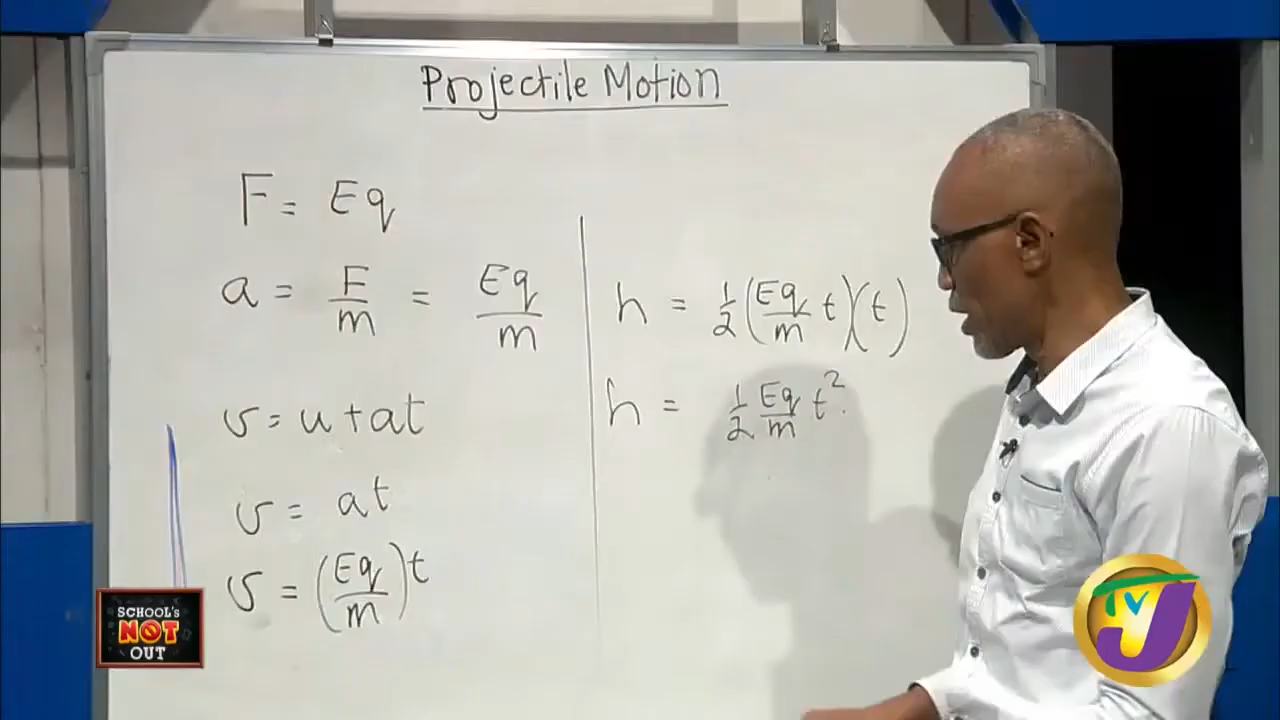 Projectile Motion
F = Eq
a = F/m = Eq/m
v = u + at
v = at
v = (Eq/m)t
h = 1/2 (Eq/m t)(t)
h = 1/2 Eq/m t².
SCHOOL's
NOT
OUT
TVJ